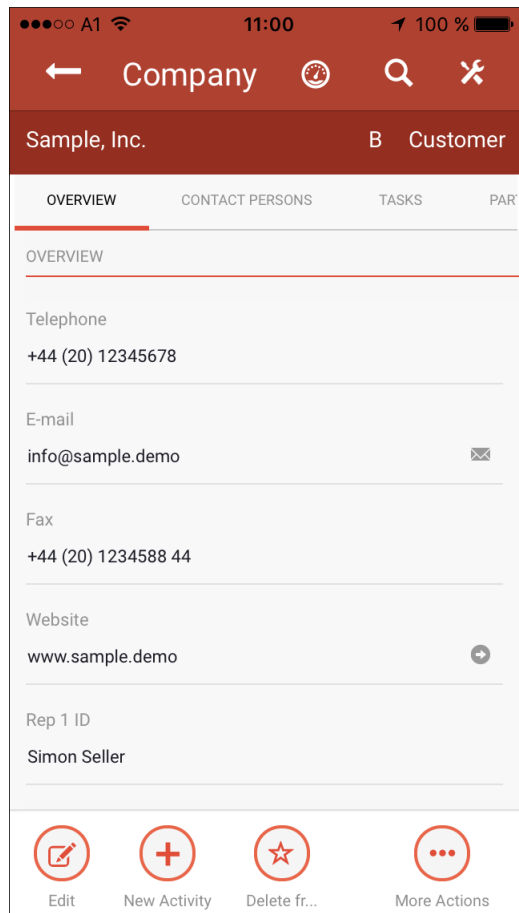 A1 11:00 100 %
Company
Sample, Inc. B Customer
OVERVIEW CONTACT PERSONS TASKS PAR
OVERVIEW
Telephone
+44 (20) 12345678
E-mail
info@sample.demo
Fax
+44 (20) 1234588 44
Website
www.sample.demo
Rep 1 ID
Simon Seller
Edit New Activity Delete fr... More Actions